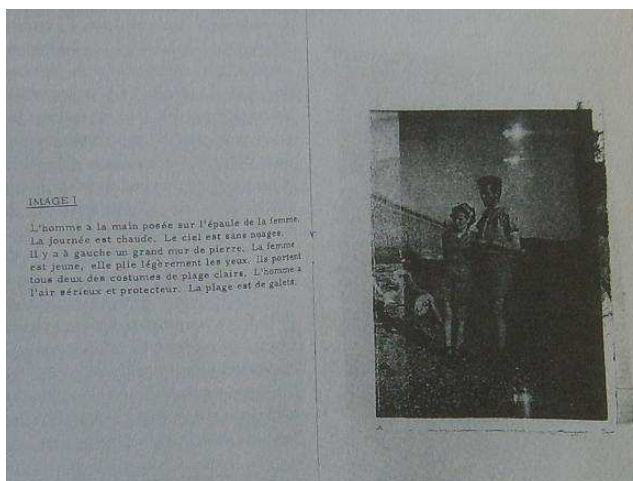 IMAGE I
L'homme a la main posée sur l'épaule de la femme.
La journée est chaude. Le ciel est sans nuages.
Il y a à gauche un grand mur de pierre. La femme
est jeune, elle plie légèrement les yeux. Ils portent
tous deux des costumes de plage clairs. L'homme a
l'air sérieux et protecteur. La plage est de galets.